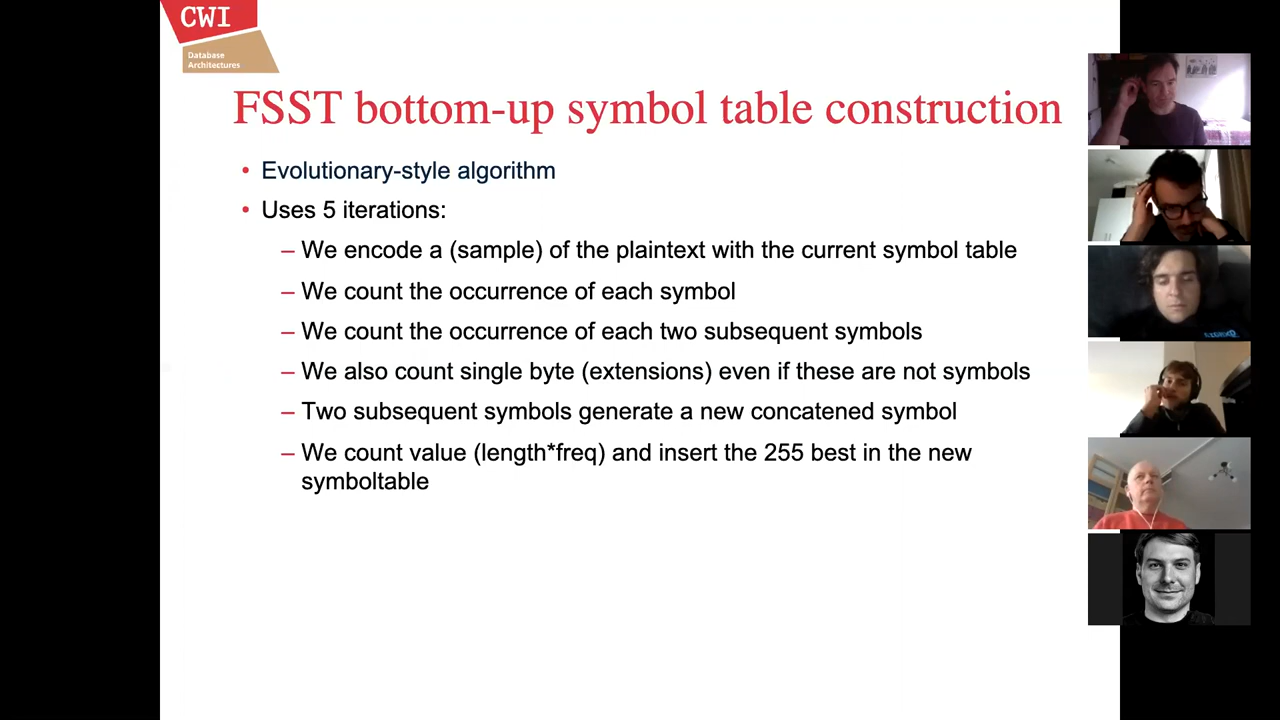 CWI
Database
Architectures
FSST bottom-up symbol table construction
• Evolutionary-style algorithm
• Uses 5 iterations:
– We encode a (sample) of the plaintext with the current symbol table
– We count the occurrence of each symbol
– We count the occurrence of each two subsequent symbols
– We also count single byte (extensions) even if these are not symbols
– Two subsequent symbols generate a new concatened symbol
– We count value (length*freq) and insert the 255 best in the new
symboltable